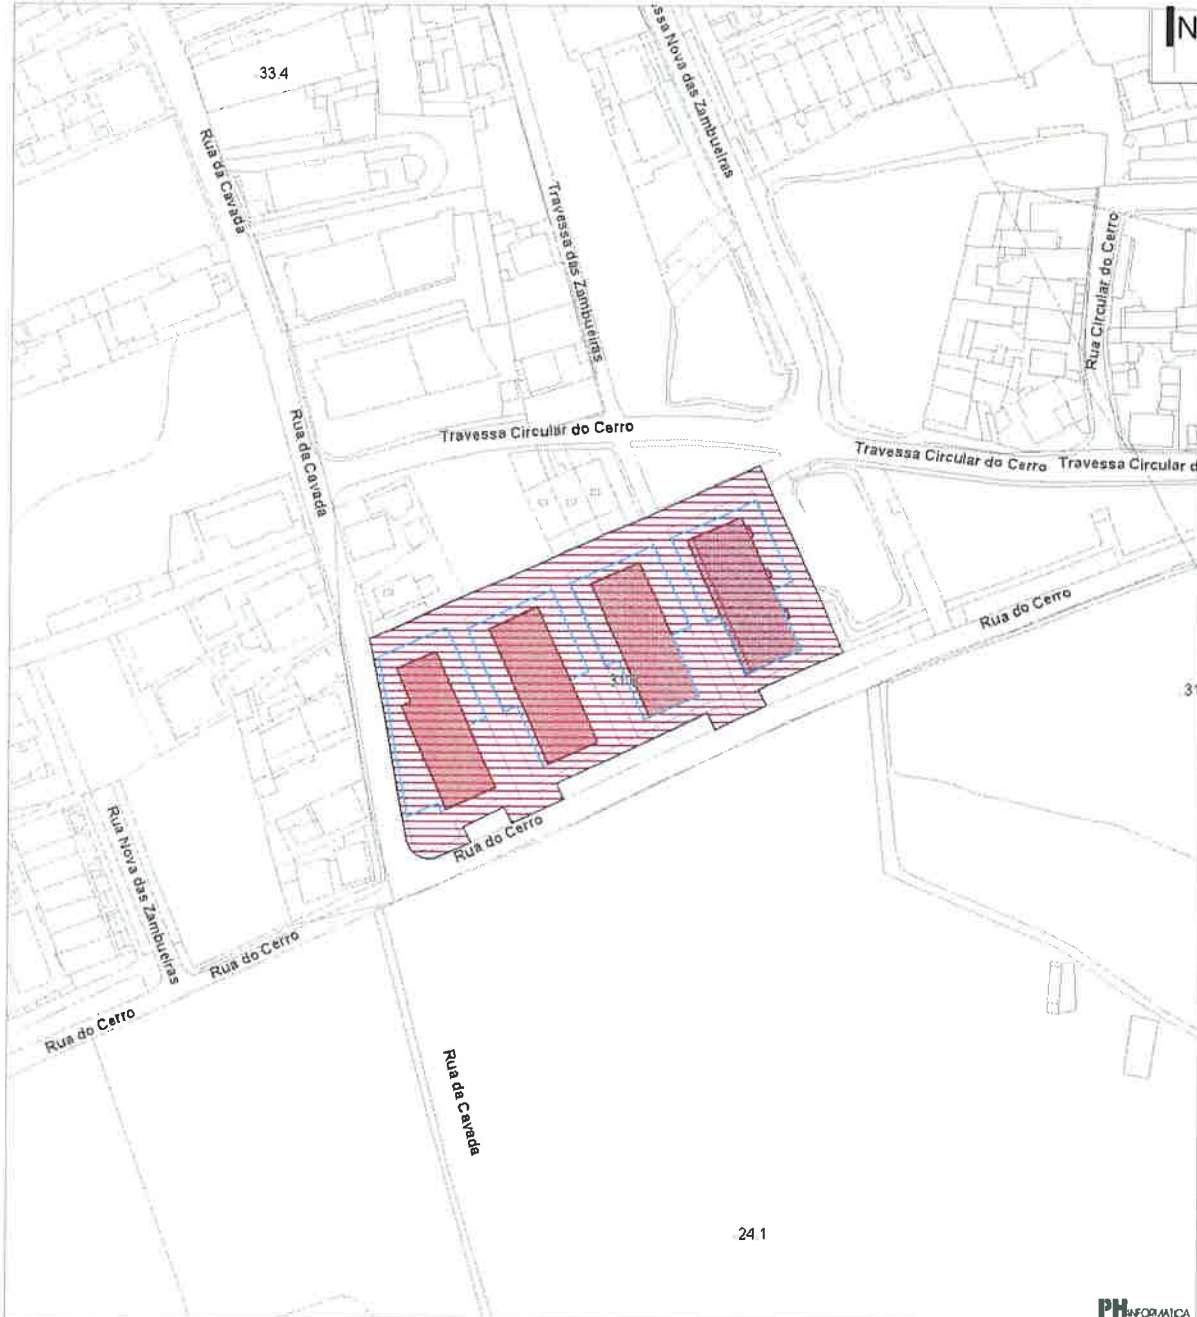 N
ssa Nova das Zambueiras
33.4
Rua da Cavada
Travessa das Zambueiras
Rua Circular do Cerro
Rua da Cavada
Travessa Circular do Cerro
Travessa Circular do Cerro
Travessa Circular d
Rua do Cerro
31
Rua do Cerro
Rua Nova das Zambueiras
Rua do Cerro
Rua do Cerro
Rua da Cavada
24.1
PH INFORMATICA